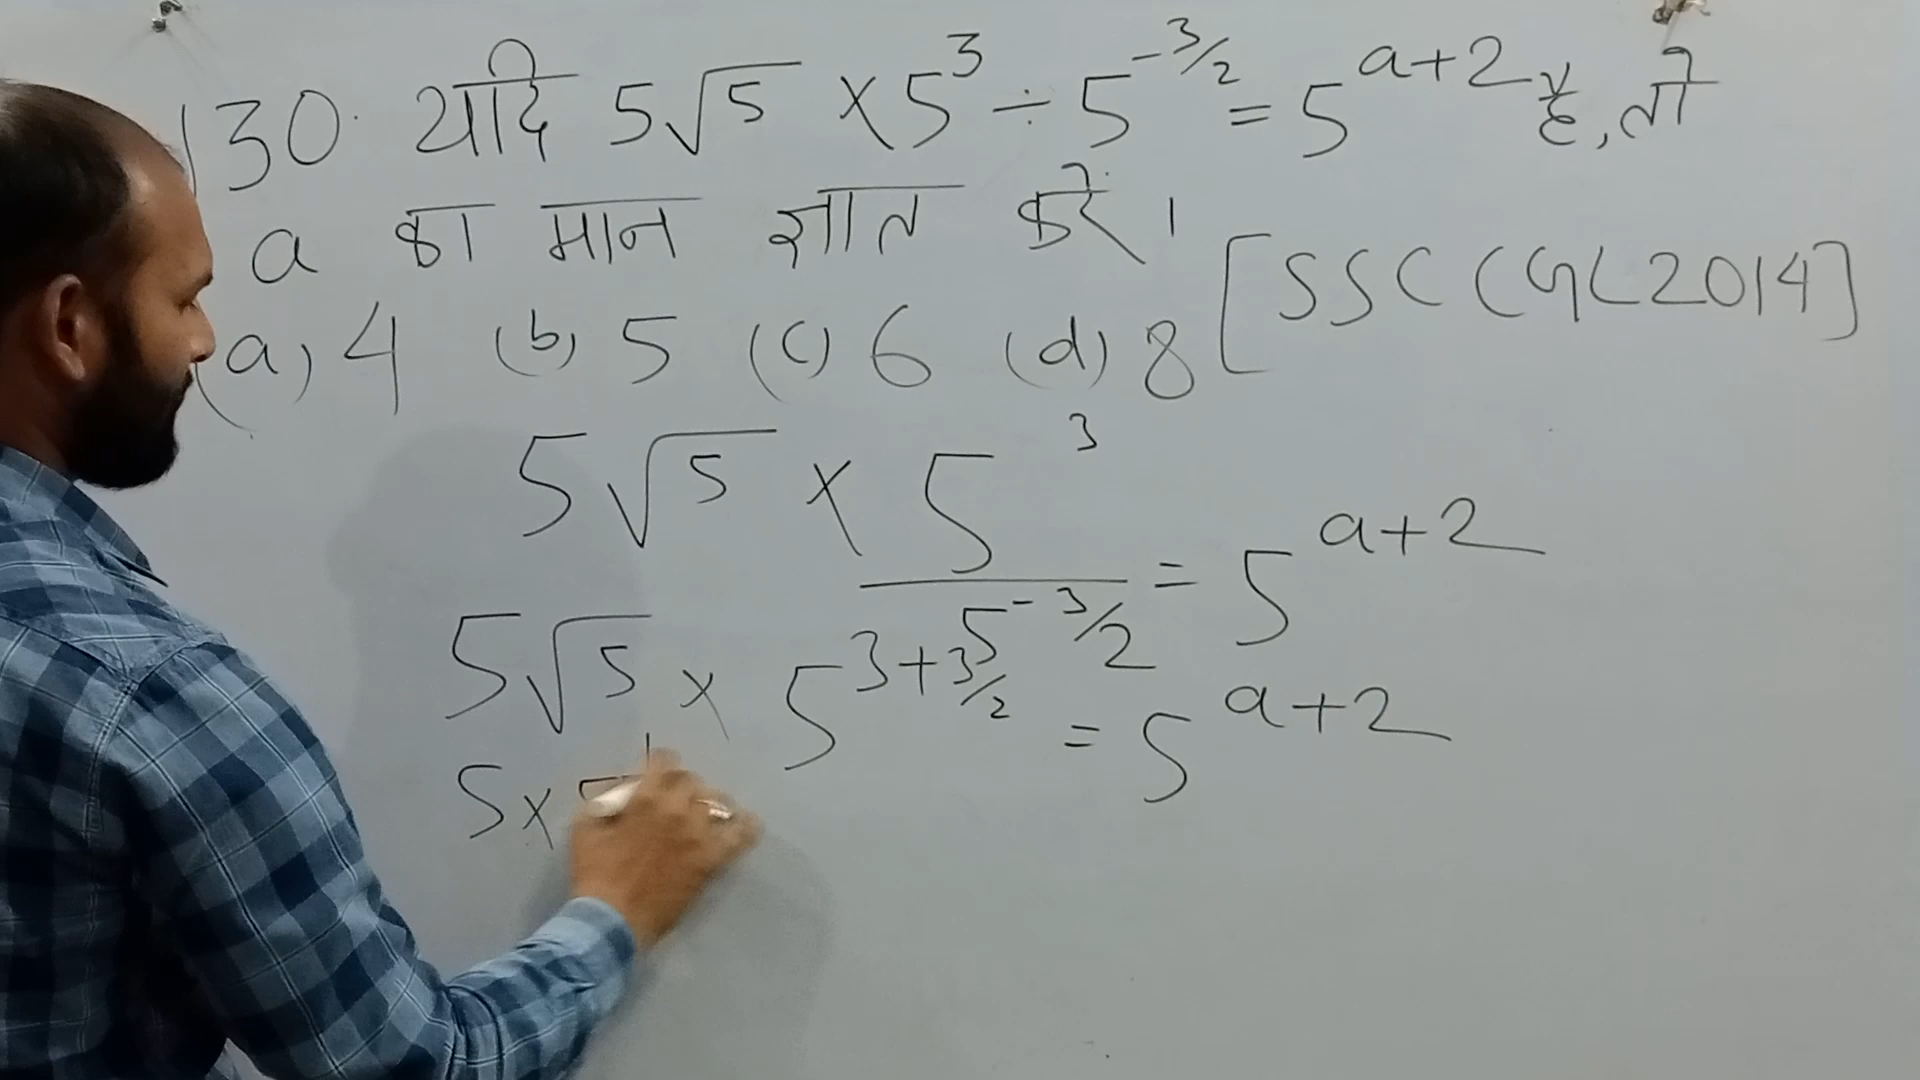 130. यदि 5√5 × 5³ ÷ 5^-3/2 = 5^a+2 है, तो
a का मान ज्ञात करें।
[SSC CGL 2014]
(a) 4 (b) 5 (c) 6 (d) 8
5√5 × 5³ / 5^-3/2 = 5^a+2
5√5 × 5^3+3/2 = 5^a+2
5×5